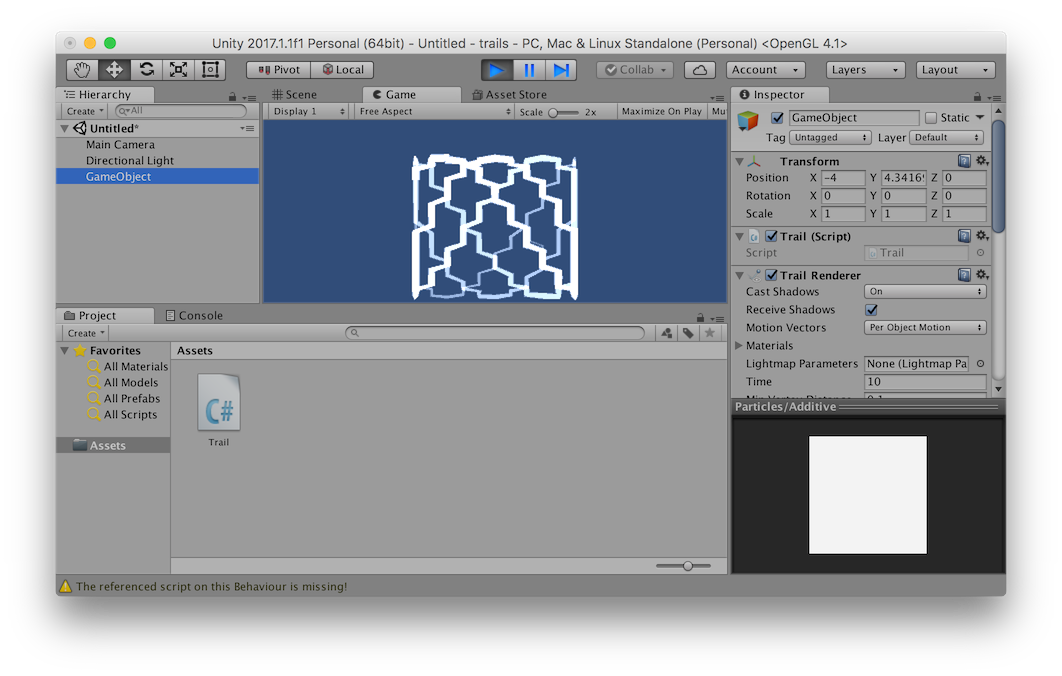 Unity 2017.1.1f1 Personal (64bit) - Untitled - trails - PC, Mac & Linux Standalone (Personal) <OpenGL 4.1>
Pivot Local Collab Account Layers Layout
Hierarchy
Create All
Untitled*
Main Camera
Directional Light
GameObject
Scene Game Asset Store
Display 1 Free Aspect Scale 2x Maximize On Play Mu
Inspector
GameObject Static
Tag Untagged Layer Default
Transform
Position X -4 Y 4.3416 Z 0
Rotation X 0 Y 0 Z 0
Scale X 1 Y 1 Z 1
Trail (Script)
Script Trail
Trail Renderer
Cast Shadows On
Receive Shadows
Motion Vectors Per Object Motion
Materials
Lightmap Parameters None (Lightmap Pa
Time 10
Particles/Additive
Project Console
Create
Favorites
All Materials
All Models
All Prefabs
All Scripts
Assets
Assets
C#
Trail
The referenced script on this Behaviour is missing!